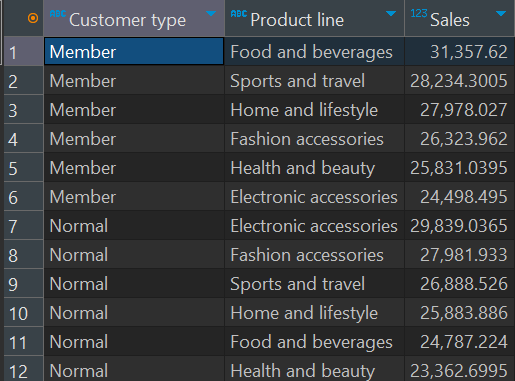 ABC Customer type ABC Product line 123 Sales
1 Member Food and beverages 31,357.62
2 Member Sports and travel 28,234.3005
3 Member Home and lifestyle 27,978.027
4 Member Fashion accessories 26,323.962
5 Member Health and beauty 25,831.0395
6 Member Electronic accessories 24,498.495
7 Normal Electronic accessories 29,839.0365
8 Normal Fashion accessories 27,981.933
9 Normal Sports and travel 26,888.526
10 Normal Home and lifestyle 25,883.886
11 Normal Food and beverages 24,787.224
12 Normal Health and beauty 23,362.6995